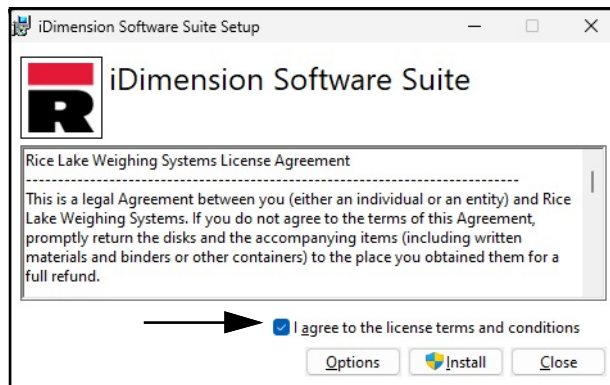 iDimension Software Suite Setup
R
iDimension Software Suite
Rice Lake Weighing Systems License Agreement
--------------------------------------------------------------------------------
This is a legal Agreement between you (either an individual or an entity) and Rice
Lake Weighing Systems. If you do not agree to the terms of this Agreement,
promptly return the disks and the accompanying items (including written
materials and binders or other containers) to the place you obtained them for a
full refund.
I agree to the license terms and conditions
Options Install Close